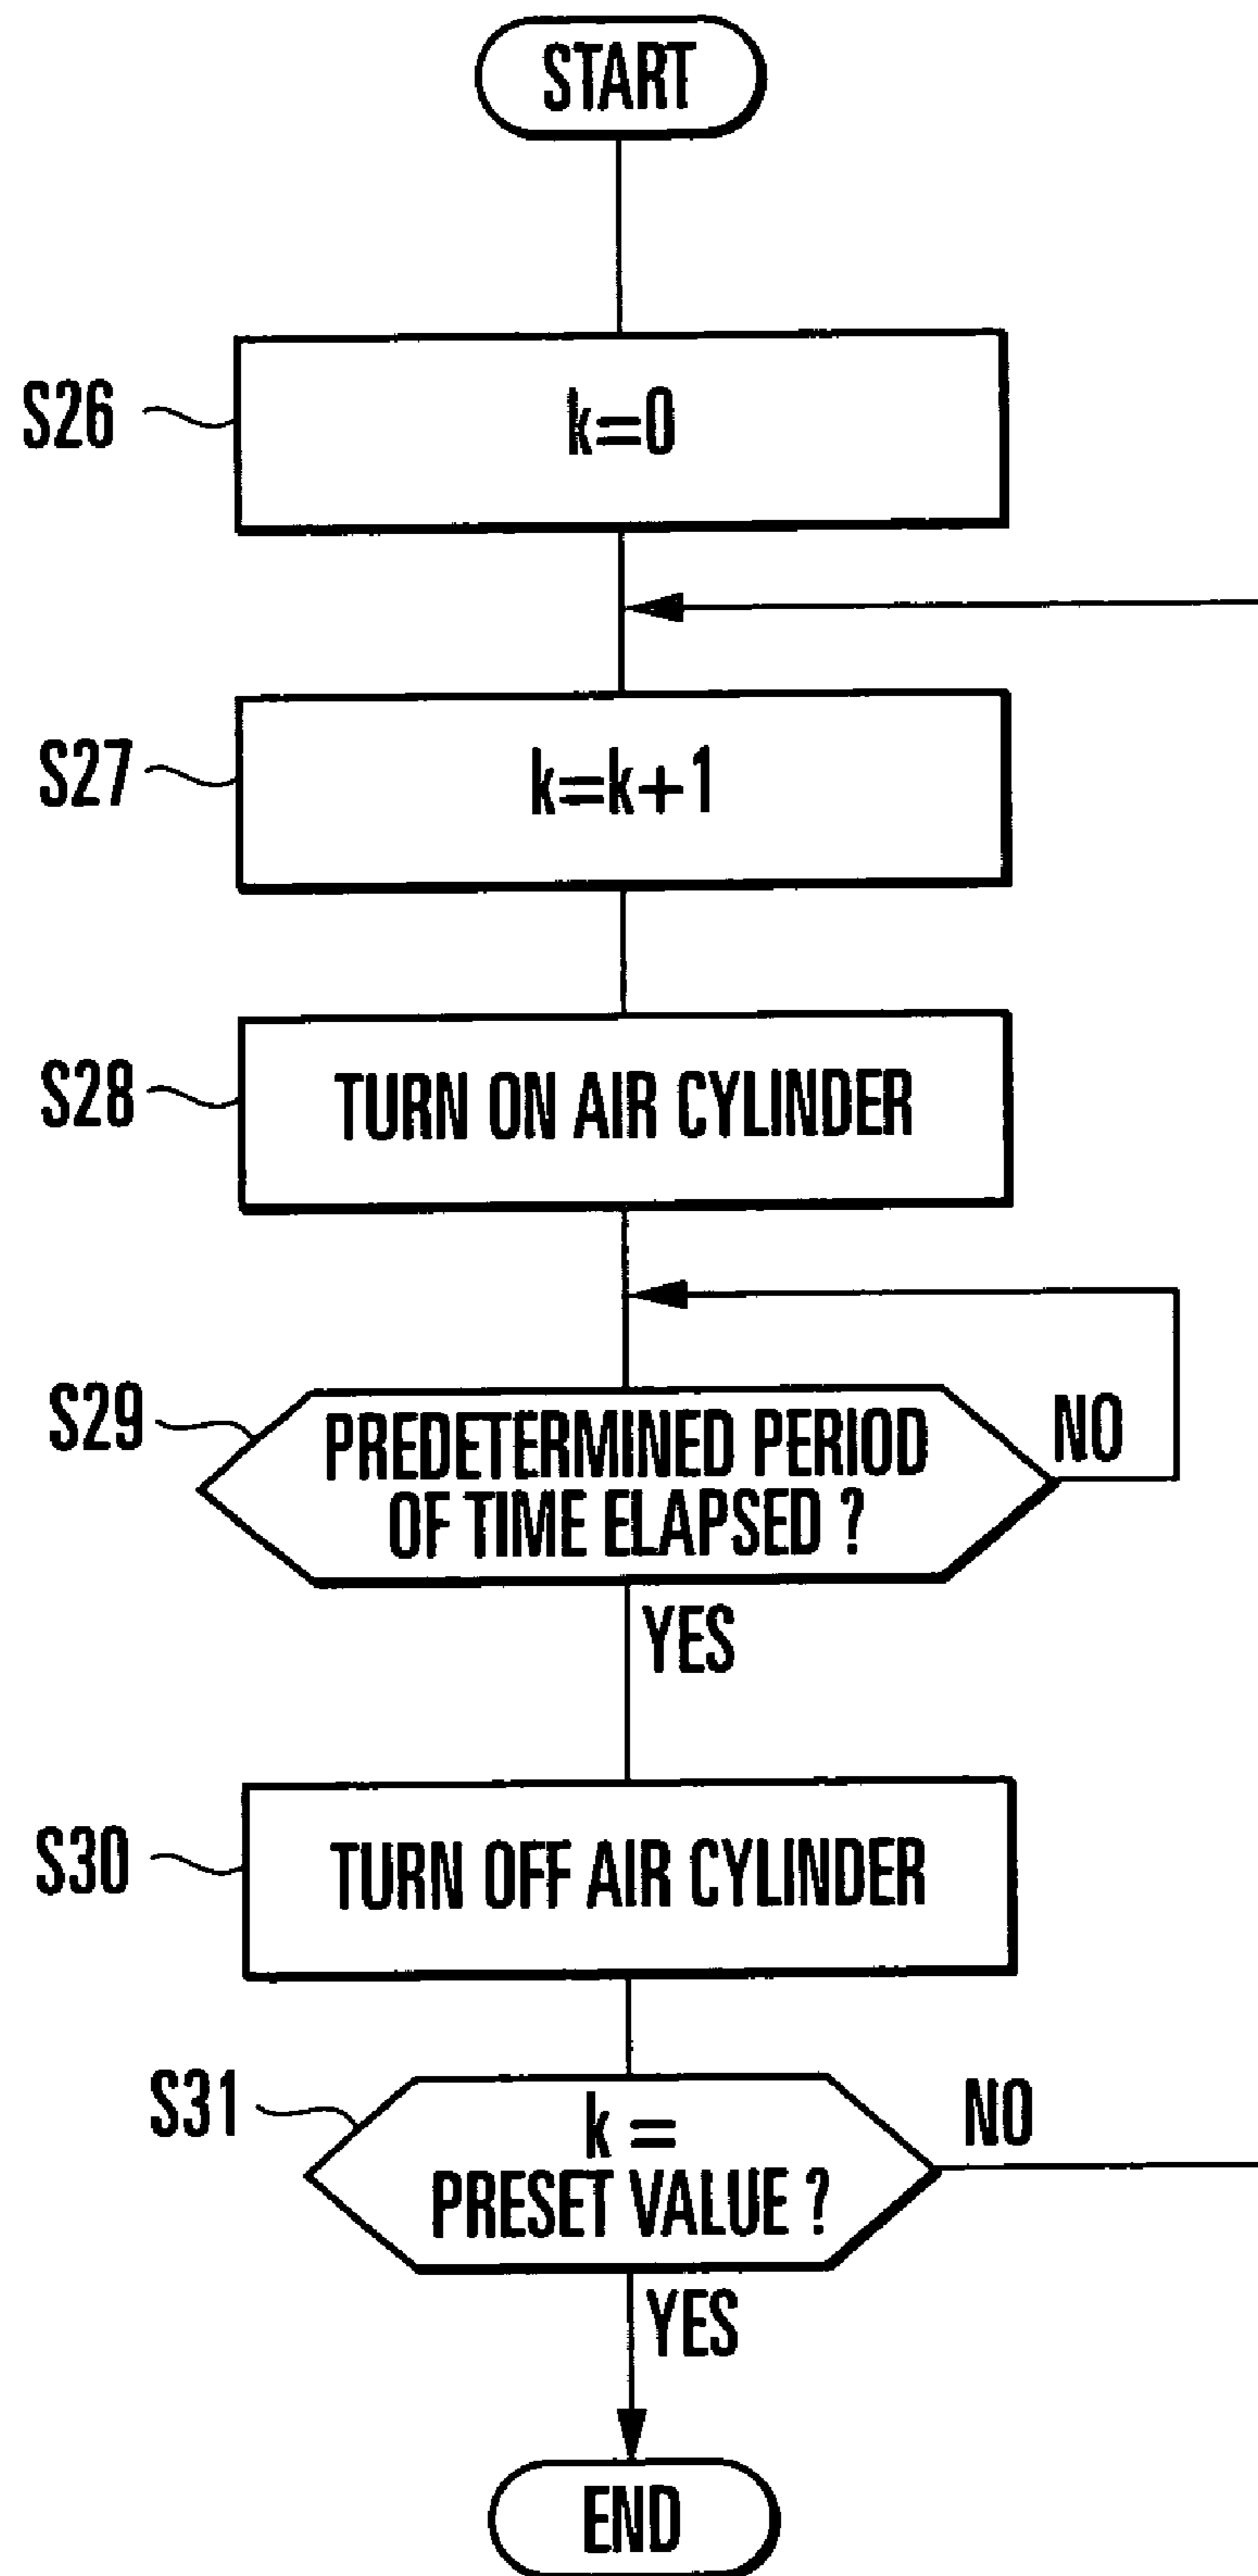 START
S26
k=0
S27
k=k+1
S28
TURN ON AIR CYLINDER
S29
PREDETERMINED PERIOD
OF TIME ELAPSED ?
NO
YES
S30
TURN OFF AIR CYLINDER
S31
k =
PRESET VALUE ?
NO
YES
END